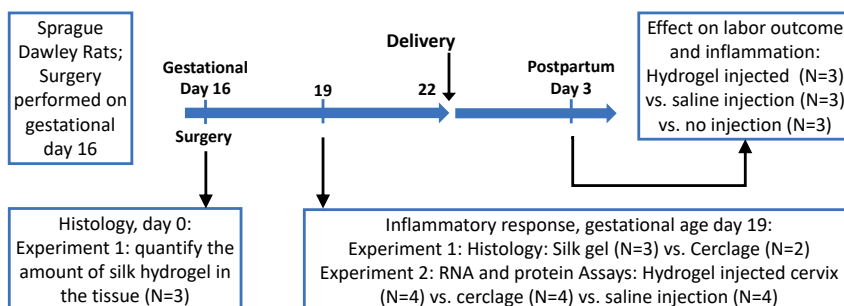 Sprague
Dawley Rats;
Surgery
performed on
gestational
day 16
Gestational
Day 16
Surgery
19
22
Delivery
Postpartum
Day 3
Effect on labor outcome
and inflammation:
Hydrogel injected (N=3)
vs. saline injection (N=3)
vs. no injection (N=3)
Histology, day 0:
Experiment 1: quantify the
amount of silk hydrogel in
the tissue (N=3)
Inflammatory response, gestational age day 19:
Experiment 1: Histology: Silk gel (N=3) vs. Cerclage (N=2)
Experiment 2: RNA and protein Assays: Hydrogel injected cervix
(N=4) vs. cerclage (N=4) vs. saline injection (N=4)